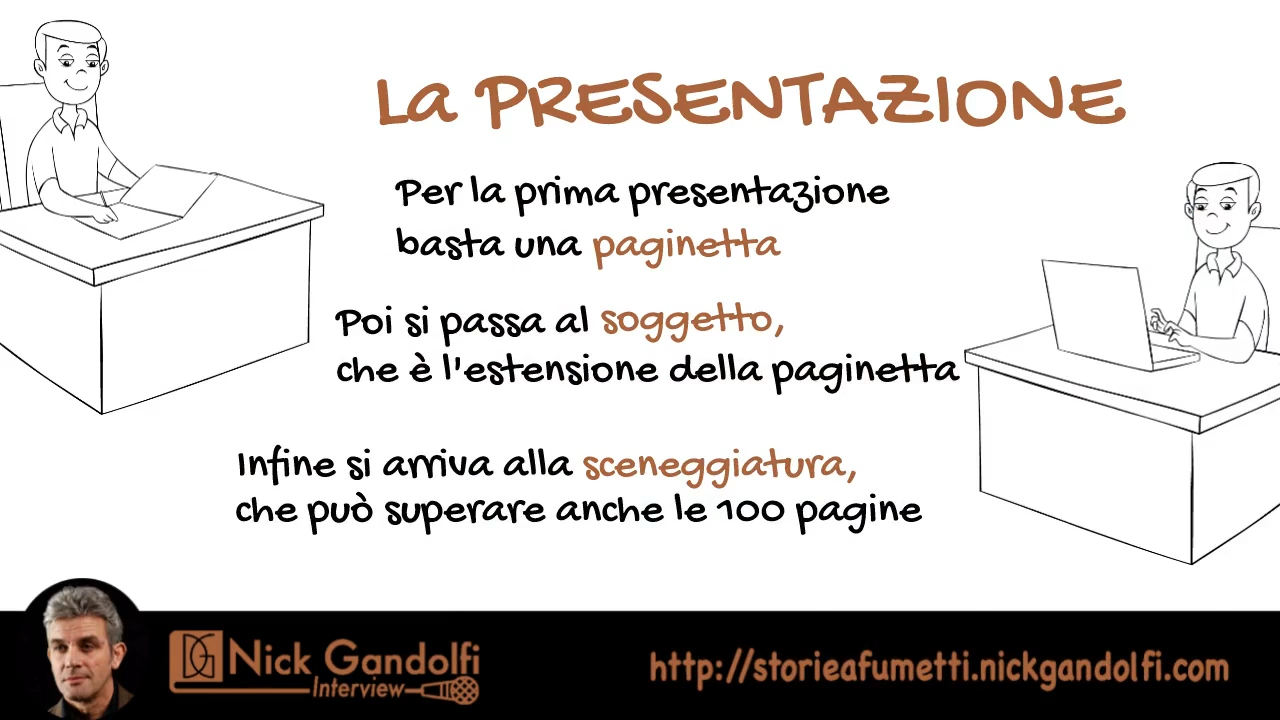 La PRESENTAZIONE
Per la prima presentazione
basta una paginetta
Poi si passa al soggetto,
che è l'estensione della paginetta
Infine si arriva alla sceneggiatura,
che può superare anche le 100 pagine
DG Nick Gandolfi
Interview
http://storieafumetti.nickgandolfi.com